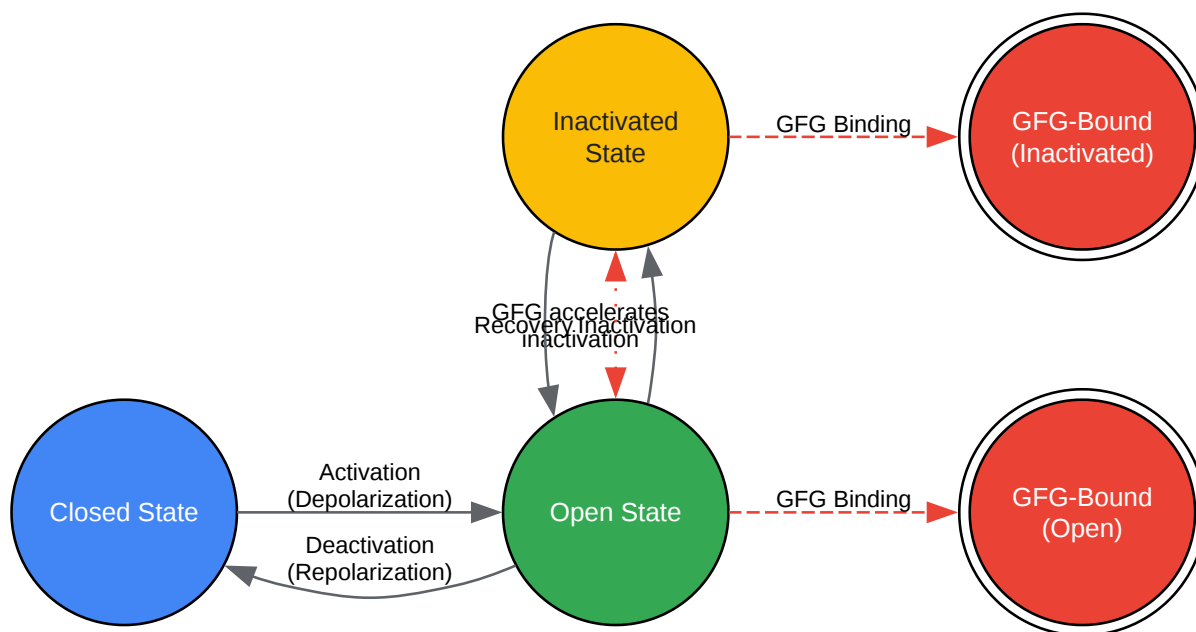 Inactivated
State
GFG Binding
GFG-Bound
(Inactivated)
GFG accelerates
inactivation
Recovery
Inactivation
Closed State
Activation
(Depolarization)
Deactivation
(Repolarization)
Open State
GFG Binding
GFG-Bound
(Open)